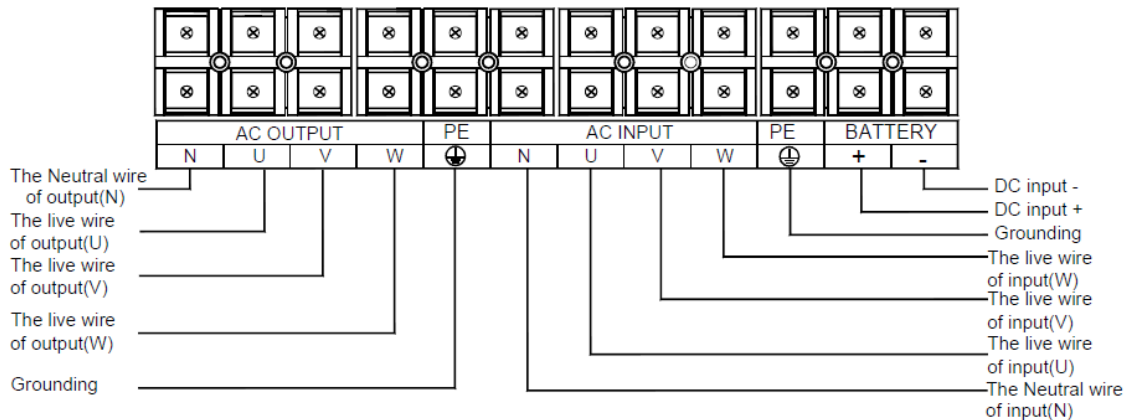 AC OUTPUT PE AC INPUT PE BATTERY
N U V W N U V W + -
The Neutral wire
of output(N)
The live wire
of output(U)
The live wire
of output(V)
The live wire
of output(W)
Grounding
DC input -
DC input +
Grounding
The live wire
of input(W)
The live wire
of input(V)
The live wire
of input(U)
The Neutral wire
of input(N)